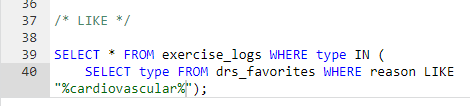 36
37 /* LIKE */
38
39 SELECT * FROM exercise_logs WHERE type IN (
40 SELECT type FROM drs_favorites WHERE reason LIKE
"%cardiovascular%");